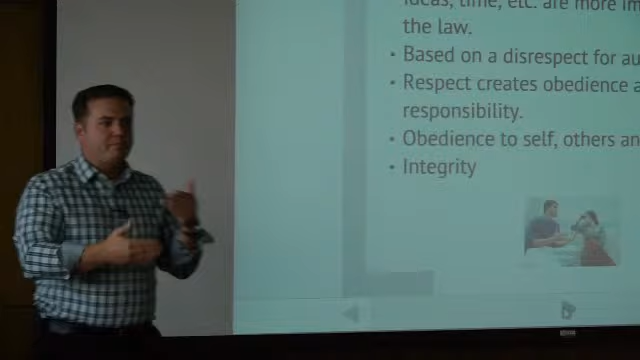 Ideas, time, etc. are more im
the law.
• Based on a disrespect for au
• Respect creates obedience a
responsibility.
• Obedience to self, others an
• Integrity